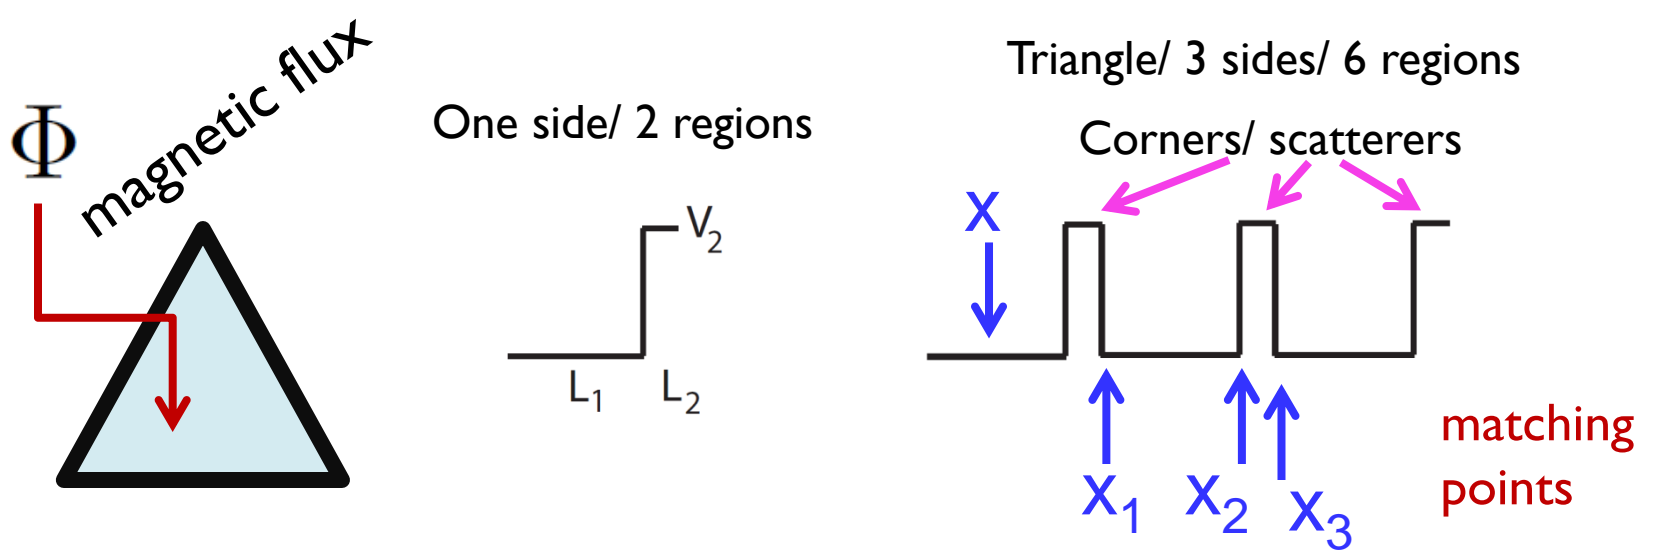 Φ
magnetic flux
One side/ 2 regions
V2
L1 L2
Triangle/ 3 sides/ 6 regions
Corners/ scatterers
x
x1 x2 x3
matching
points